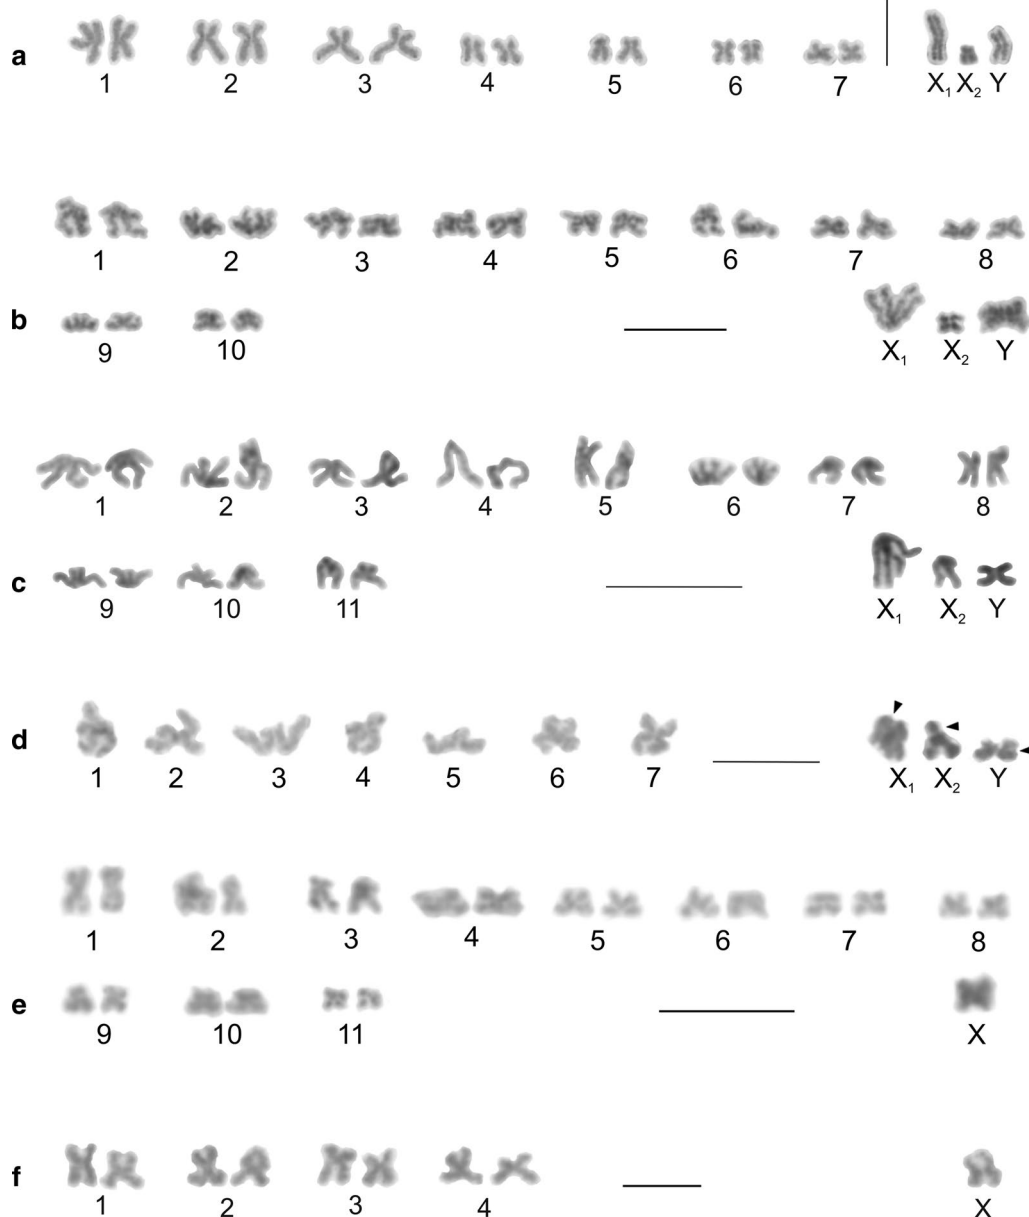 a
1 2 3 4 5 6 7 X₁ X₂ Y
1 2 3 4 5 6 7 8
b
9 10 X₁ X₂ Y
1 2 3 4 5 6 7 8
c
9 10 11 X₁ X₂ Y
d
1 2 3 4 5 6 7 X₁ X₂ Y
1 2 3 4 5 6 7 8
e
9 10 11 X
f
1 2 3 4 X